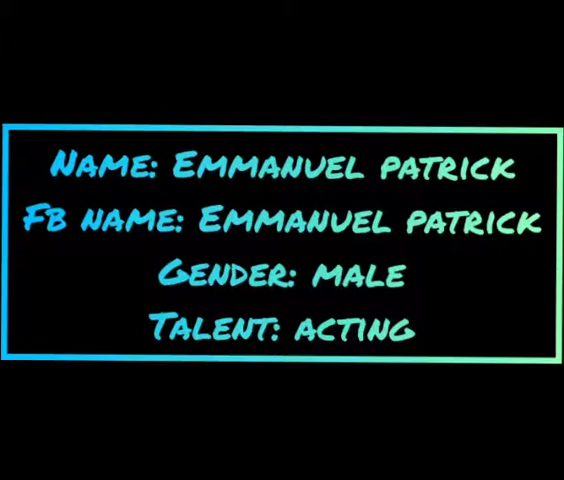 Name: Emmanuel patrick
Fb name: Emmanuel patrick
Gender: male
Talent: acting